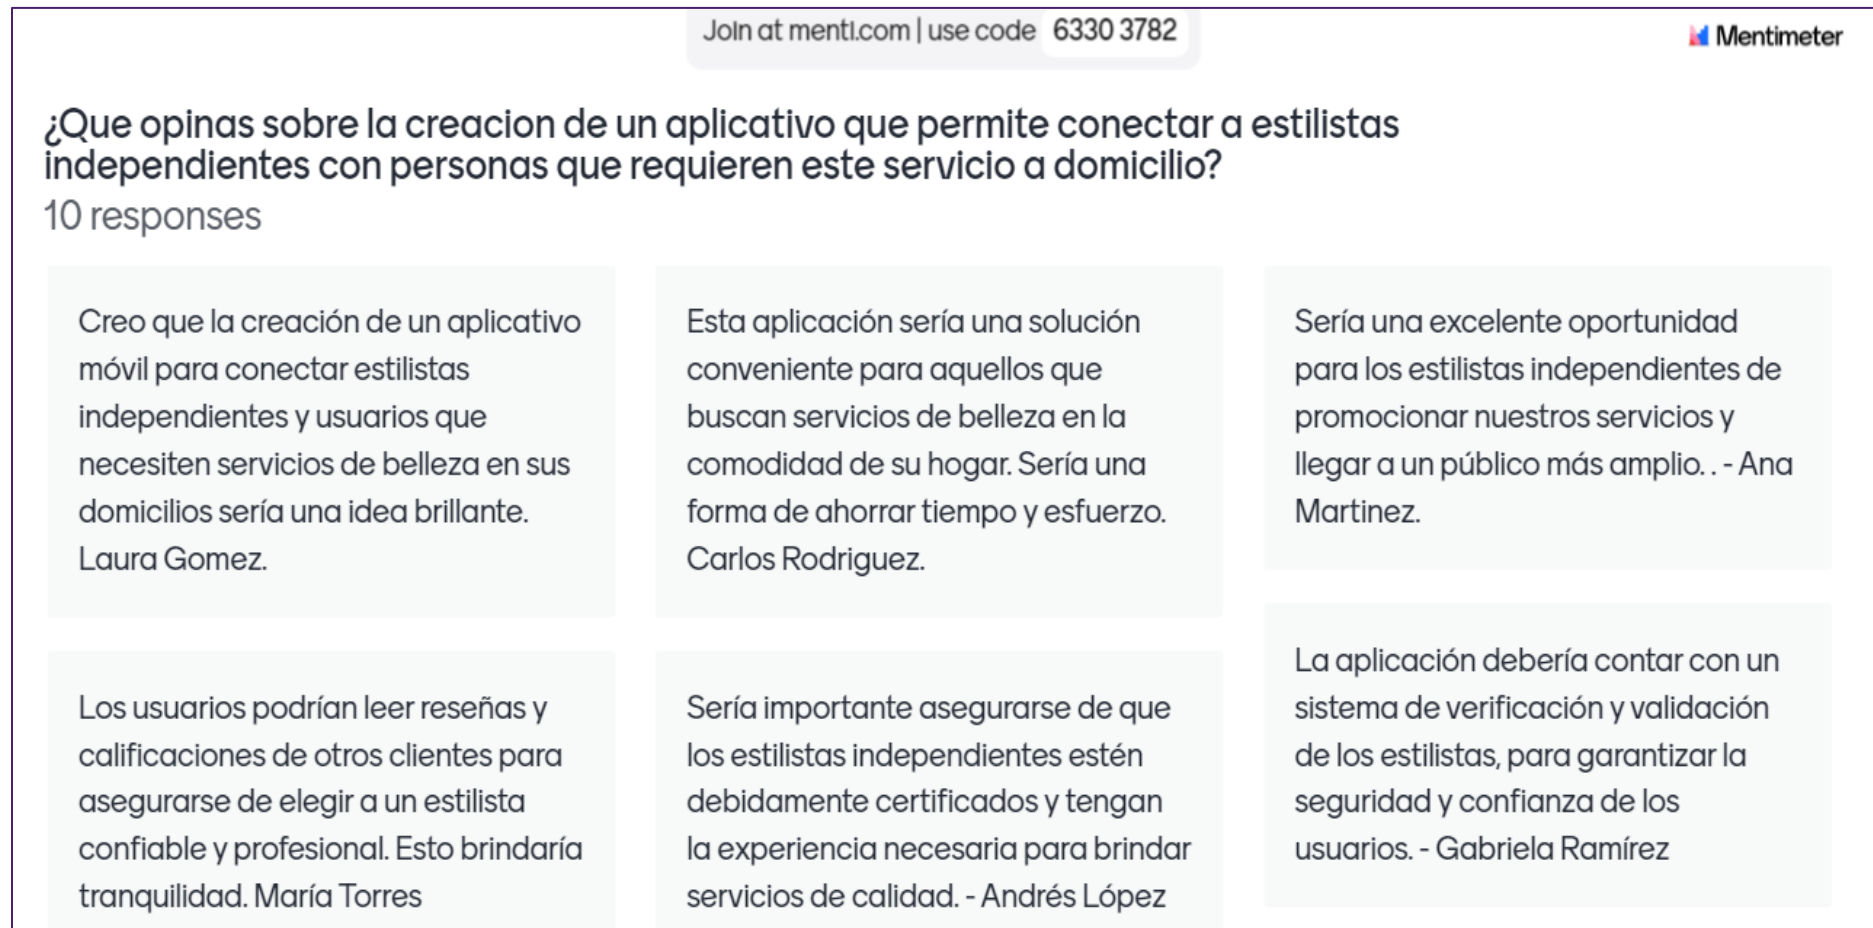 Join at menti.com | use code 6330 3782
Mentimeter
¿Que opinas sobre la creacion de un aplicativo que permite conectar a estilistas
independientes con personas que requieren este servicio a domicilio?
10 responses
Creo que la creación de un aplicativo
móvil para conectar estilistas
independientes y usuarios que
necesiten servicios de belleza en sus
domicilios sería una idea brillante.
Laura Gomez.
Esta aplicación sería una solución
conveniente para aquellos que
buscan servicios de belleza en la
comodidad de su hogar. Sería una
forma de ahorrar tiempo y esfuerzo.
Carlos Rodriguez.
Sería una excelente oportunidad
para los estilistas independientes de
promocionar nuestros servicios y
llegar a un público más amplio. . - Ana
Martinez.
Los usuarios podrían leer reseñas y
calificaciones de otros clientes para
asegurarse de elegir a un estilista
confiable y profesional. Esto brindaría
tranquilidad. María Torres
Sería importante asegurarse de que
los estilistas independientes estén
debidamente certificados y tengan
la experiencia necesaria para brindar
servicios de calidad. - Andrés López
La aplicación debería contar con un
sistema de verificación y validación
de los estilistas, para garantizar la
seguridad y confianza de los
usuarios. - Gabriela Ramírez